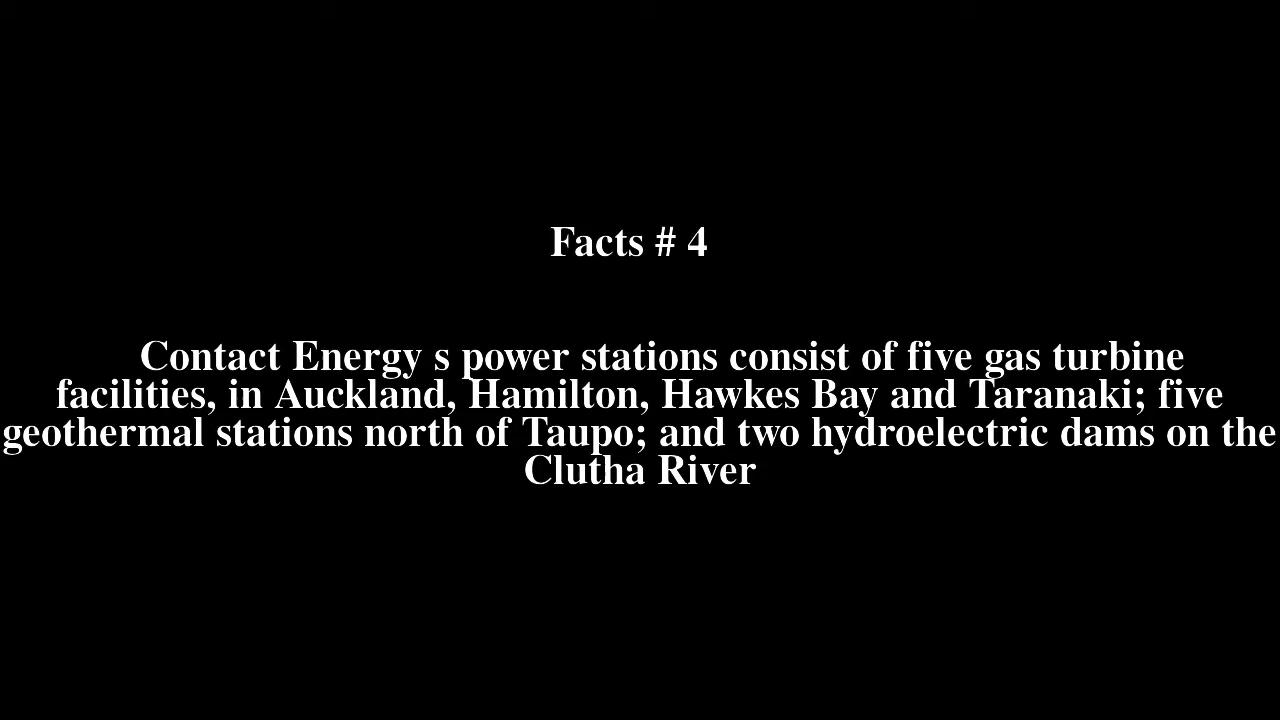 Facts # 4
Contact Energy s power stations consist of five gas turbine
facilities, in Auckland, Hamilton, Hawkes Bay and Taranaki; five
geothermal stations north of Taupo; and two hydroelectric dams on the
Clutha River